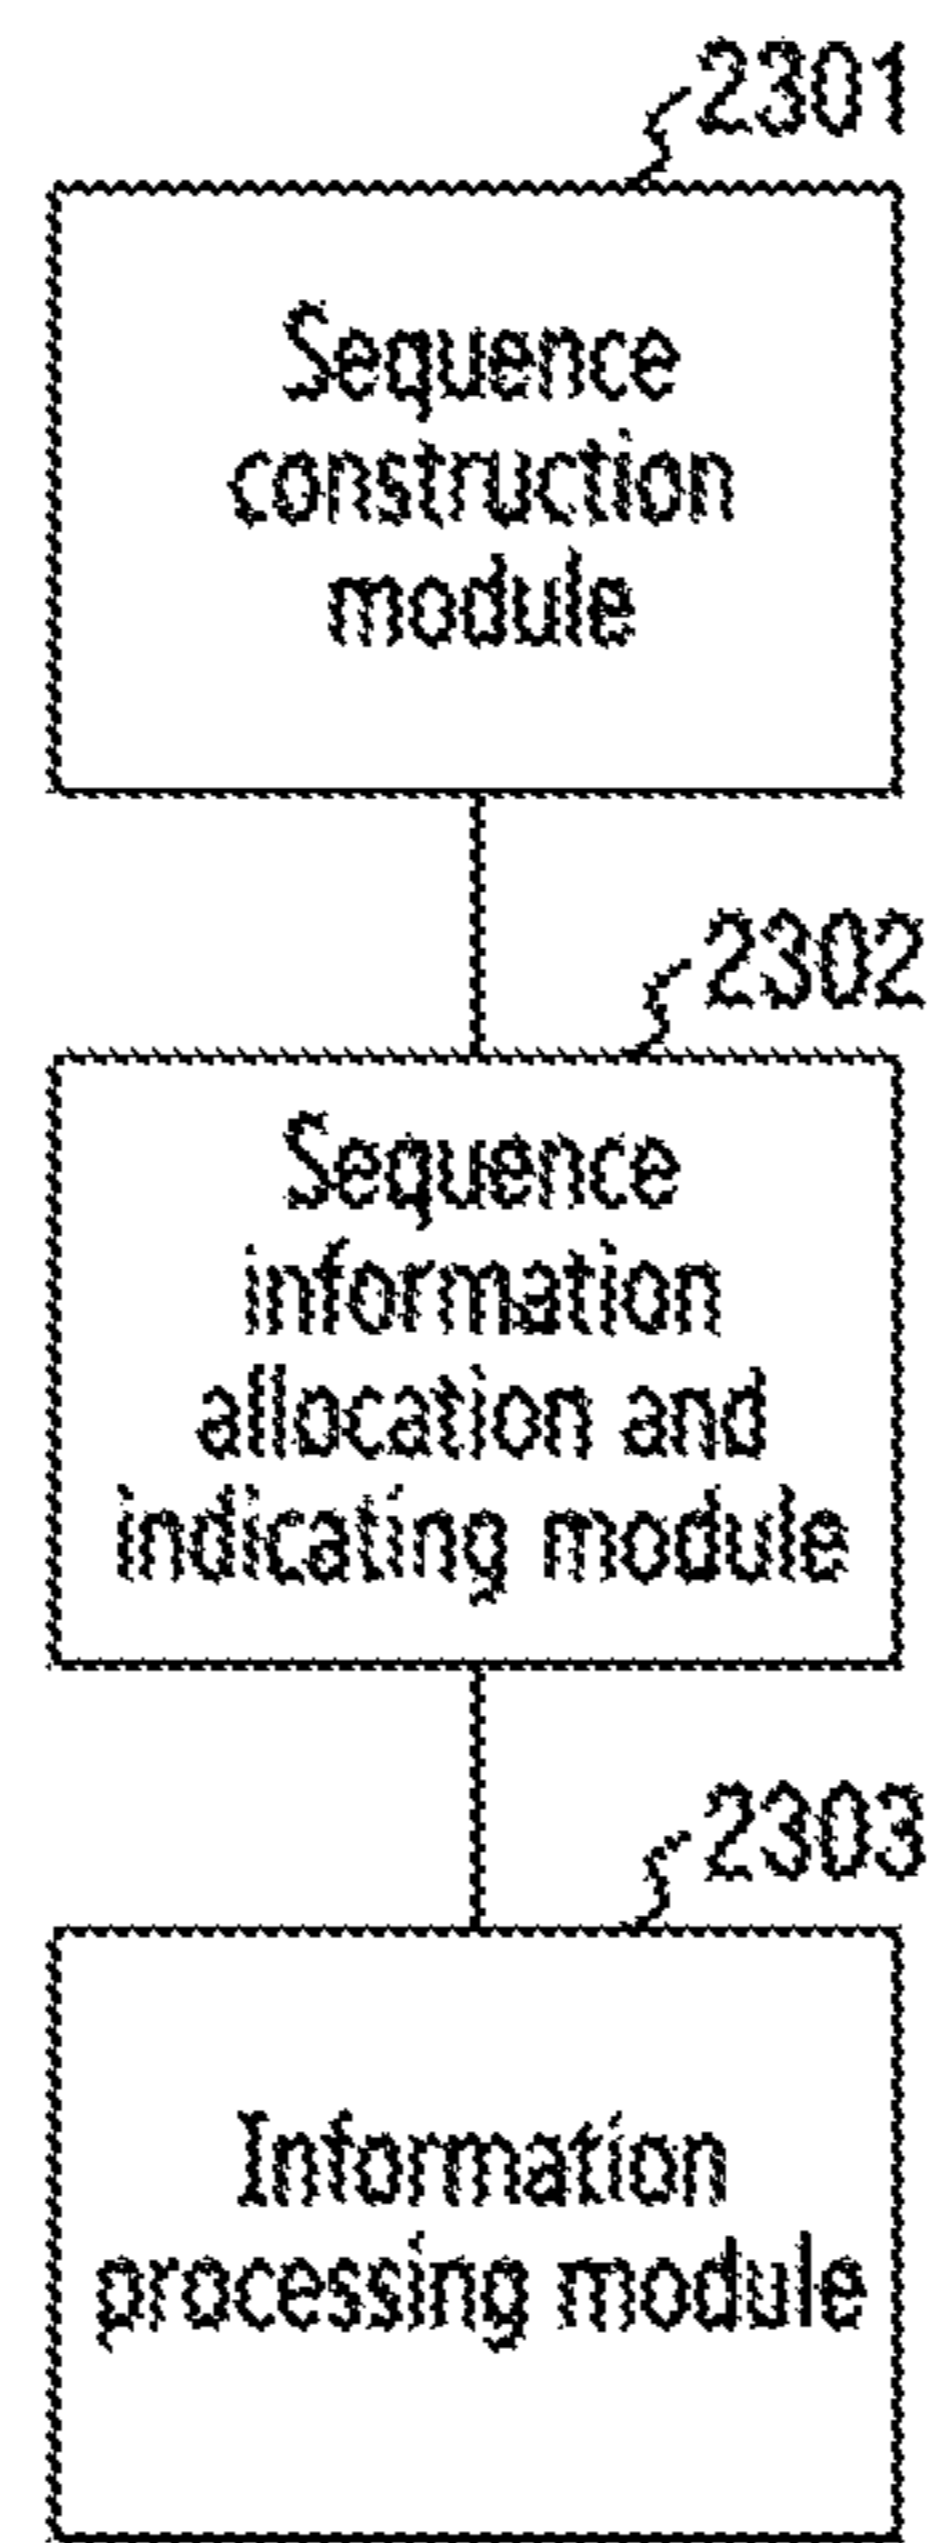 2301
Sequence
construction
module
2302
Sequence
information
allocation and
indicating module
2303
Information
processing module